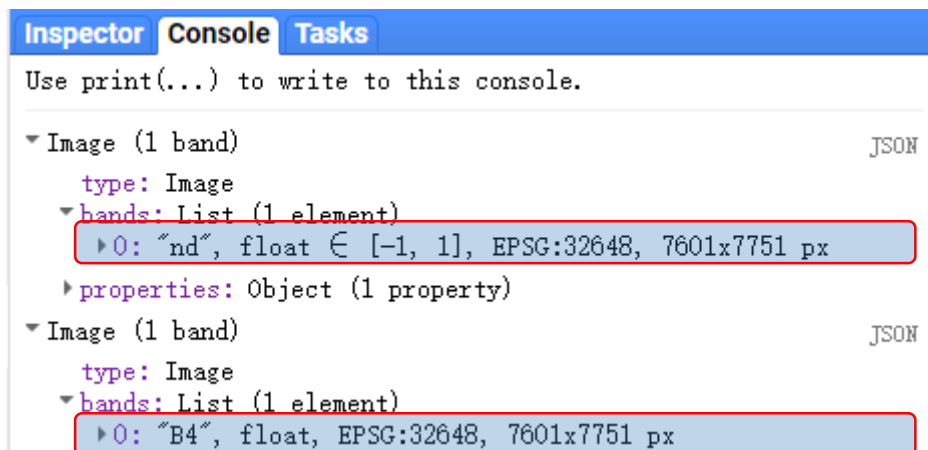 Inspector Console Tasks
Use print(...) to write to this console.
Image (1 band) JSON
type: Image
bands: List (1 element)
0: "nd", float ∈ [-1, 1], EPSG:32648, 7601x7751 px
properties: Object (1 property)
Image (1 band) JSON
type: Image
bands: List (1 element)
0: "B4", float, EPSG:32648, 7601x7751 px